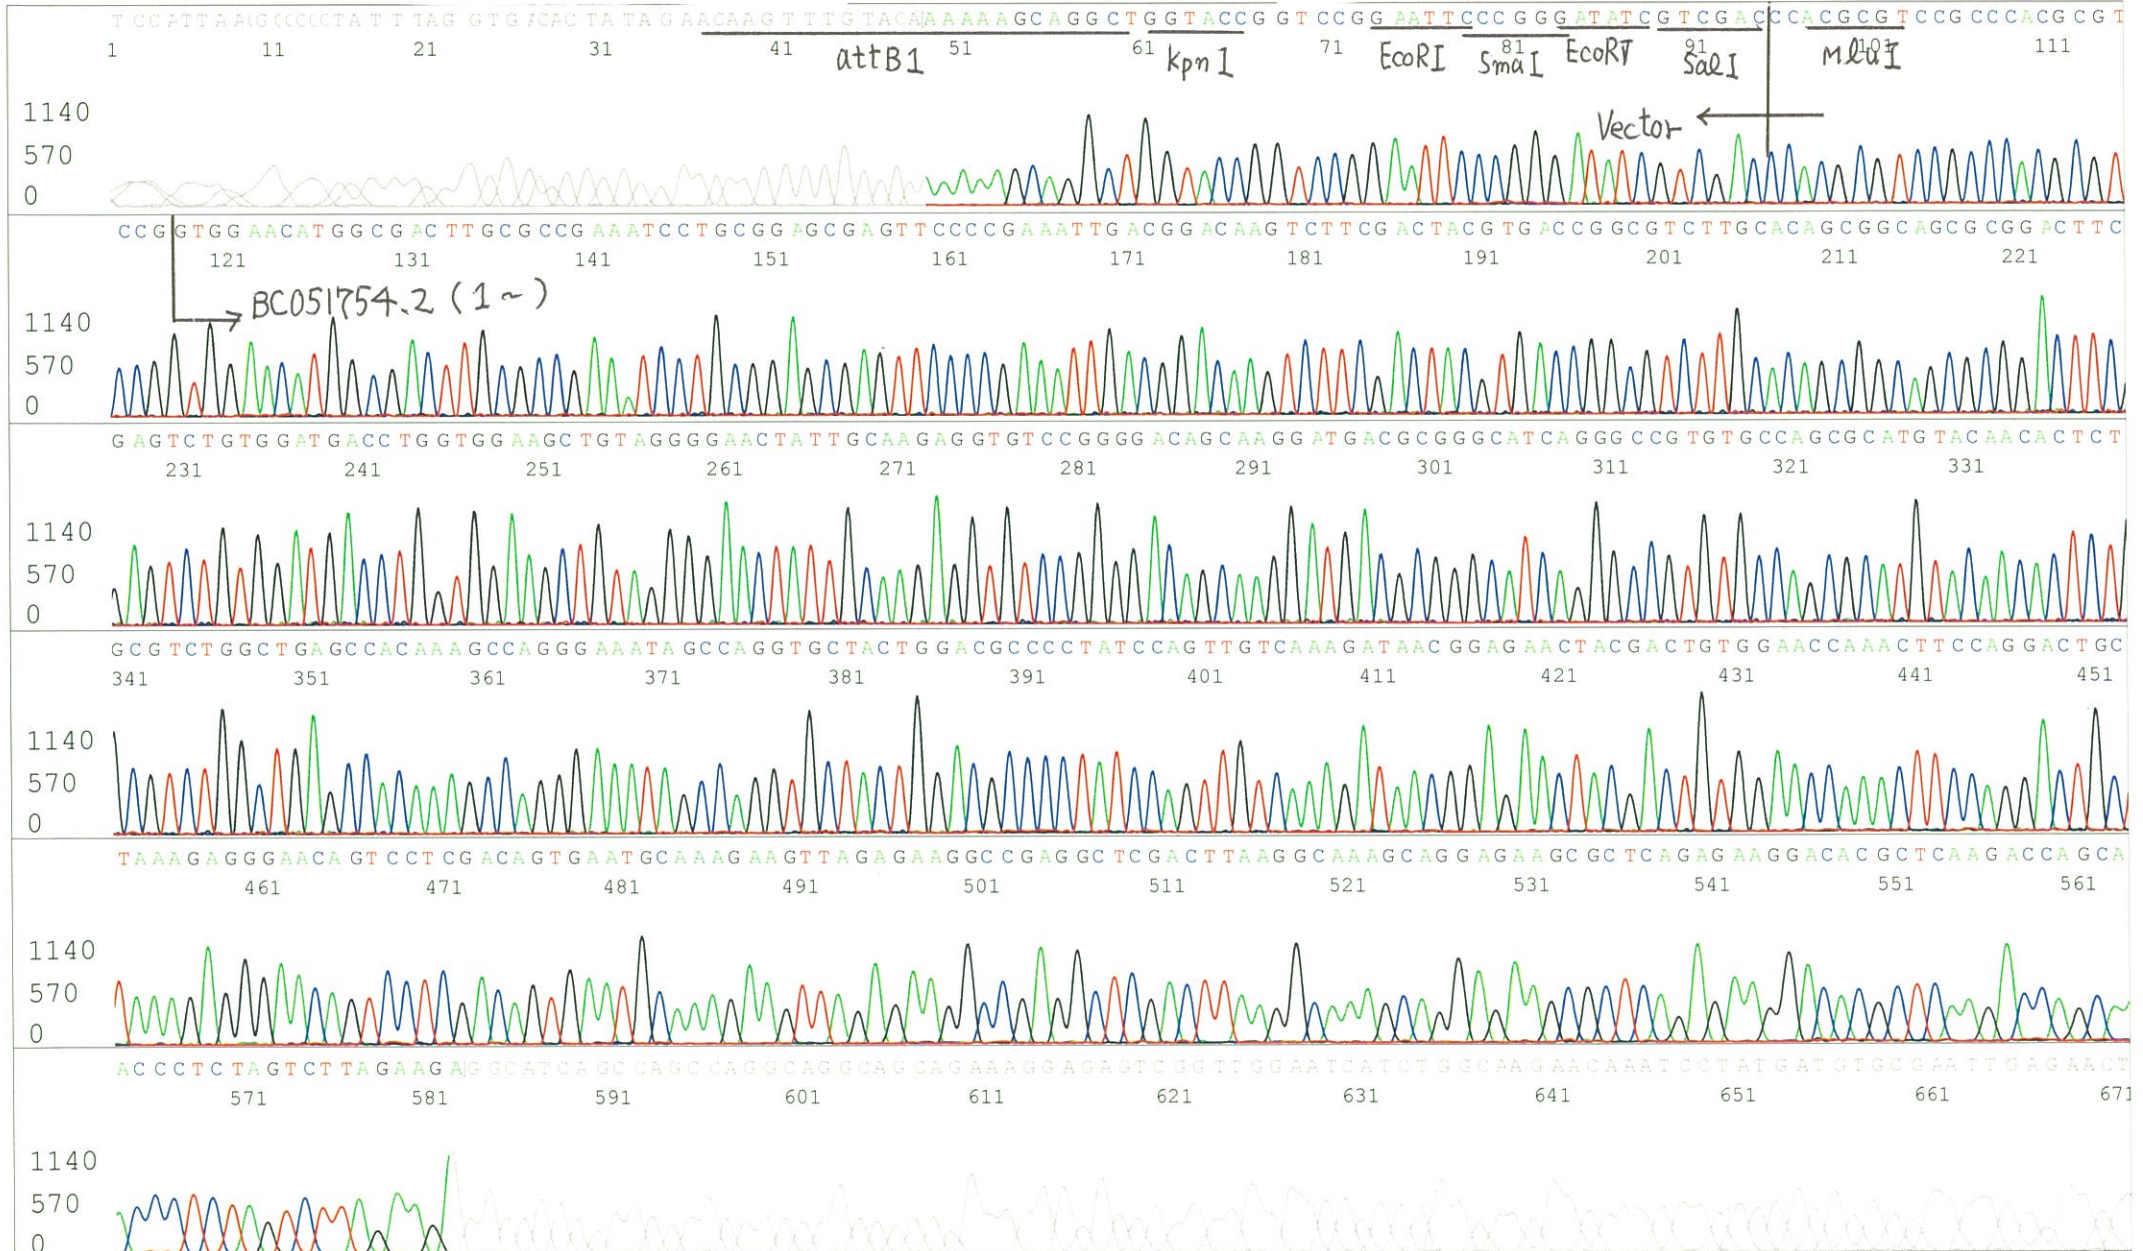 TCCATTAACGCCCCCTATTTAGGTGACACTATAGAACAAGTTTGTACAAAAAAGCAGGCTGGTACCGGTCCGGAATTCCCGGGATATCGTCGACCCACGCGTCCGCCCACGCGT
1 11 21 31 41 51 61 71 81 91 101 111
attB1 Kpn1 EcoRI SmaI EcoRV SalI MluI
Vector
1140
570
0
CCGGTGGAACATGGCGACTTGCGCCGAAATCCTGCGGAGCGAGTTCCCCGAAATTGACGGACAAGTCTTCGACTACGTGACCGGCGTCTTGCACAGCGGCAGCGCGGACTTC
121 131 141 151 161 171 181 191 201 211 221
BC051754.2 (1~)
1140
570
0
GAGTCTGTGGATGACCTGGTGGAAGCTGTAGGGGAACTATTGCAAGAGGTGTCCGGGGACAGCAAGGATGACGCGGGCATCAGGGCCGTGTGCCAGCGCATGTACAACACTCT
231 241 251 261 271 281 291 301 311 321 331
1140
570
0
GCGTCTGGCTGAGCCACAAAGCCAGGGAAATAGCCAGGTGCTACTGGACGCCCCTATCCAGTTGTCAAAGATAACGGAGAACTACGACTGTGGAACCAAACTTCCAGGACTGC
341 351 361 371 381 391 401 411 421 431 441 451
1140
570
0
TAAAGAGGGAACAGTCCTCGACAGTGAATGCAAAGAAGTTAGAGAAGGCCGAGGCTCGACTTAAGGCAAAGCAGGAGAAGCGCTCAGAGAAGGACACGCTCAAGACCAGCA
461 471 481 491 501 511 521 531 541 551 561
1140
570
0
ACCCTCTAGTCTTAGAAGAGGCATCAGCCAGCCAGGCAGGCAGCAGAAAGGAGAGTCGGTTGGAATCATCTGGCAAGAACAAATCCTATGATGTGCGAATTGAGAACT
571 581 591 601 611 621 631 641 651 661 671
1140
570
0